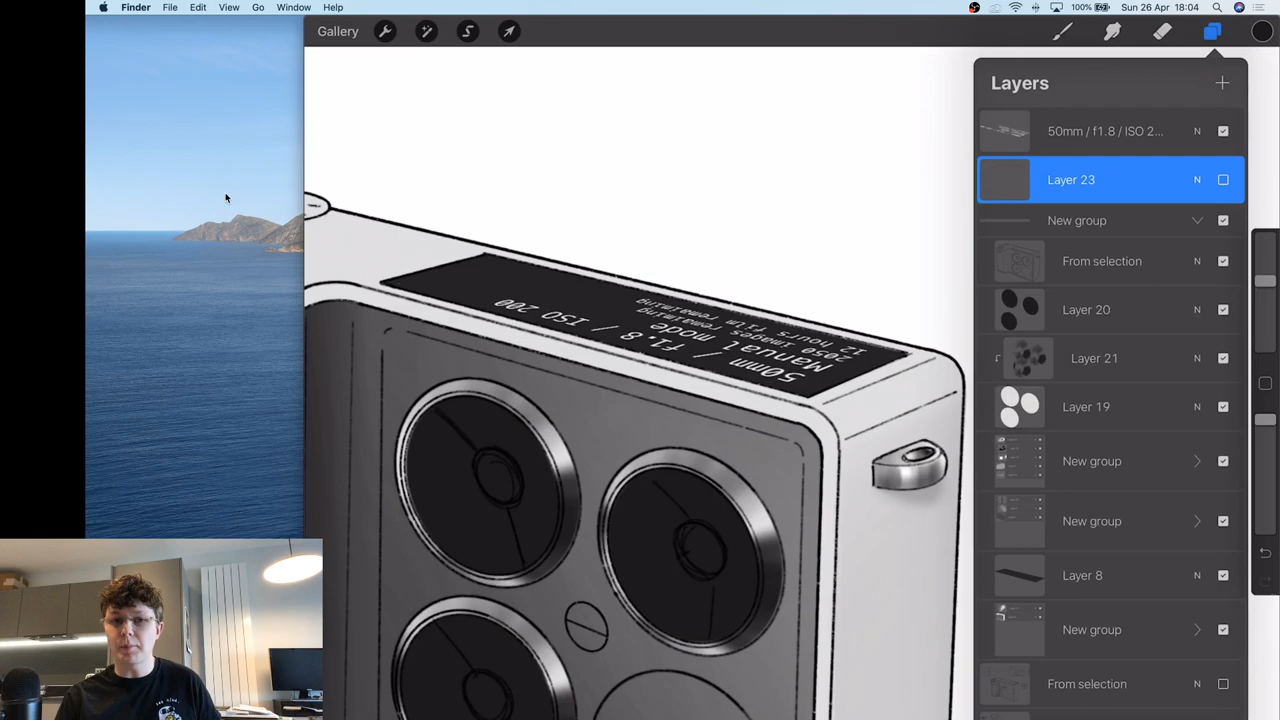 Finder File Edit View Go Window Help
100% Sun 26 Apr 18:04
Gallery
Layers
50mm / f1.8 / ISO 2... N
Layer 23 N
New group
From selection N
Layer 20 N
Layer 21 N
Layer 19 N
New group
New group
Layer 8 N
New group
From selection N
50mm / f1.8 / ISO 200
Manual mode
2050 images remaining
12 hours film remaining